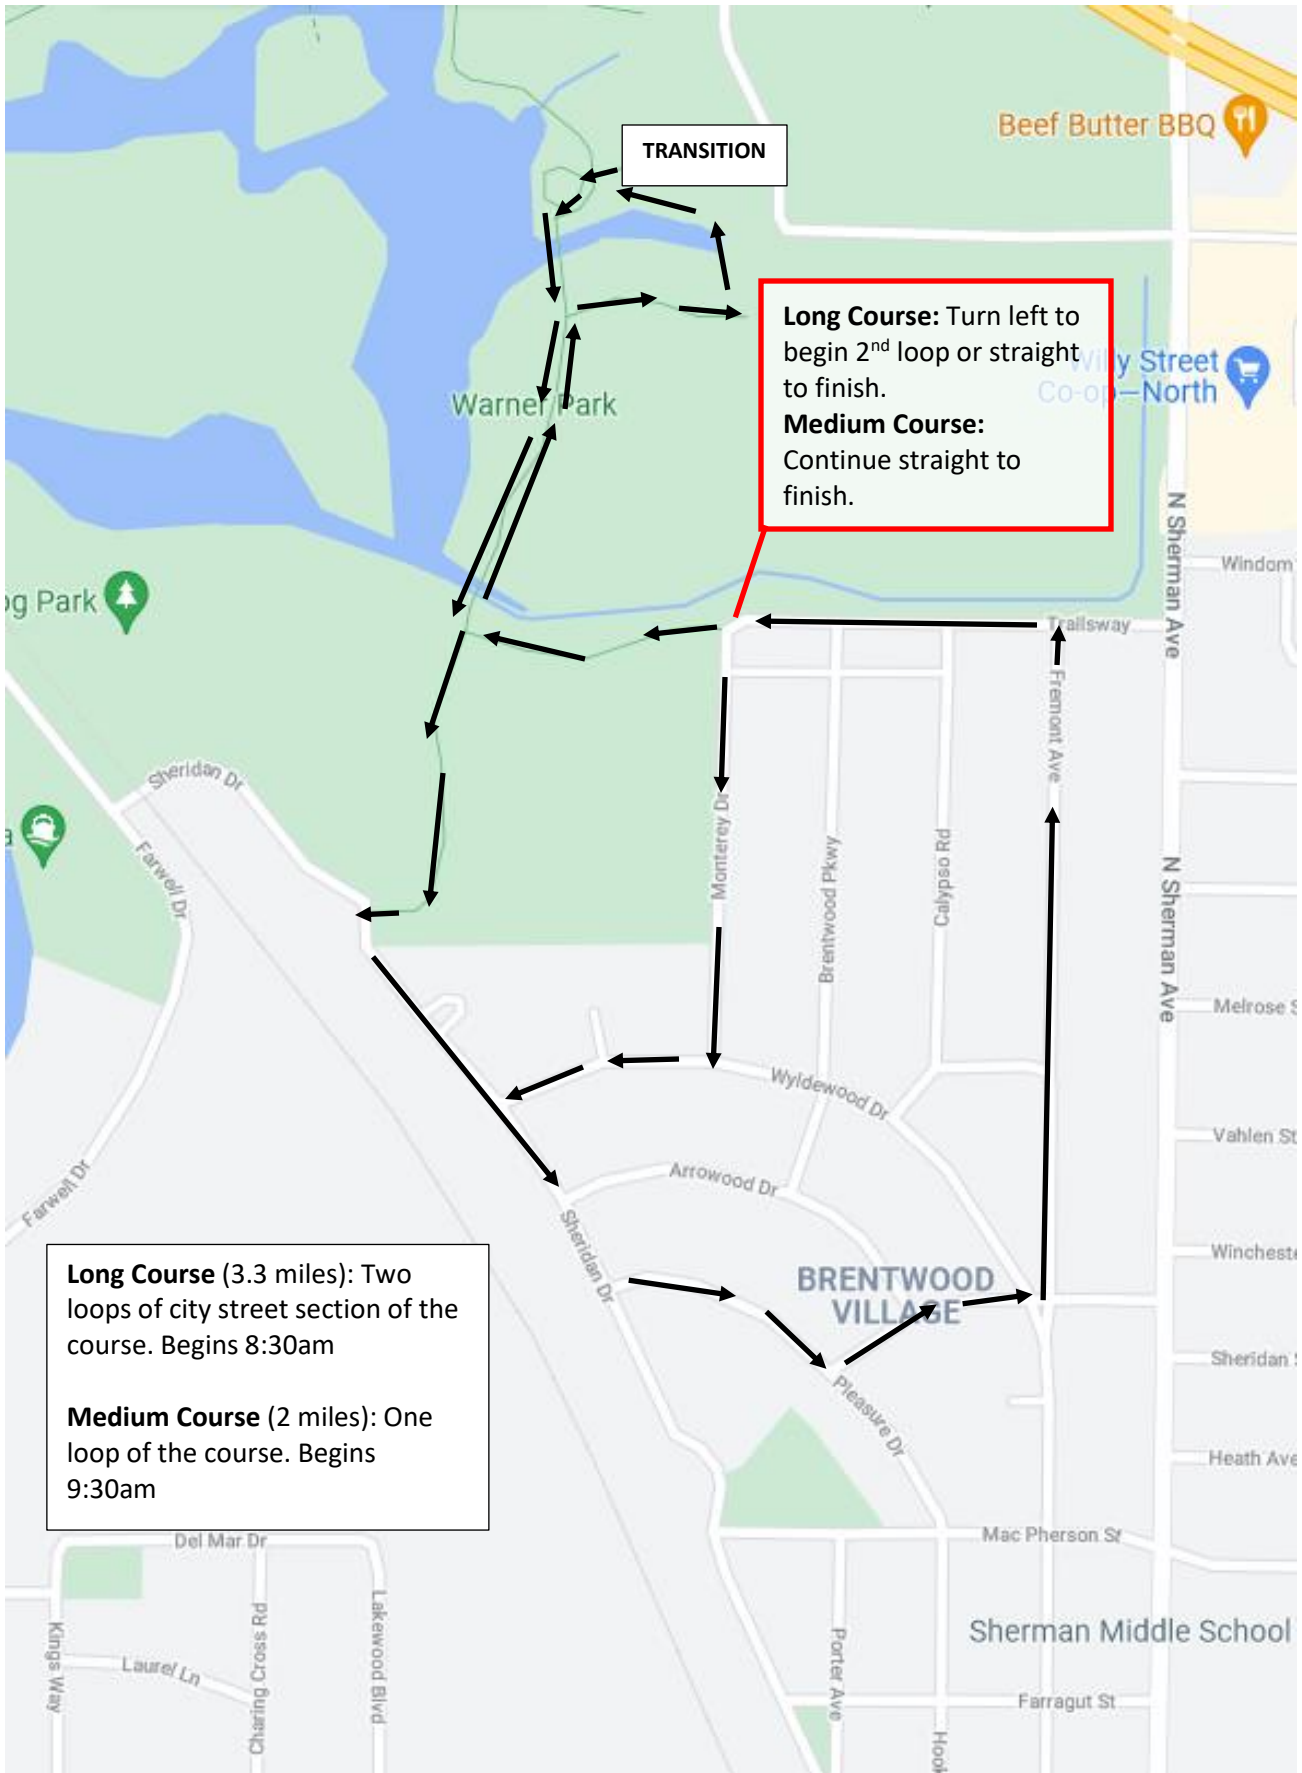 Beef Butter BBQ
TRANSITION
Long Course: Turn left to
begin 2nd loop or straight
to finish.
Medium Course:
Continue straight to
finish.
Willy Street
Co-op—North
Warner Park
N Sherman Ave
Windom
og Park
Trailsway
Fremont Ave
Sheridan Dr
Monterey Dr
Brentwood Pkwy
Calypso Rd
a
Farwell Dr
N Sherman Ave
Melrose S
Wyldewood Dr
Vahlen St
Arrowood Dr
Farwell Dr
Sheridan Dr
Wincheste
BRENTWOOD
VILLAGE
Long Course (3.3 miles): Two
loops of city street section of the
course. Begins 8:30am
Medium Course (2 miles): One
loop of the course. Begins
9:30am
Sheridan S
Pleasure Dr
Heath Ave
Del Mar Dr
Mac Pherson St
Kings Way
Laurel Ln
Charing Cross Rd
Lakewood Blvd
Sherman Middle School
Porter Ave
Farragut St
Hook